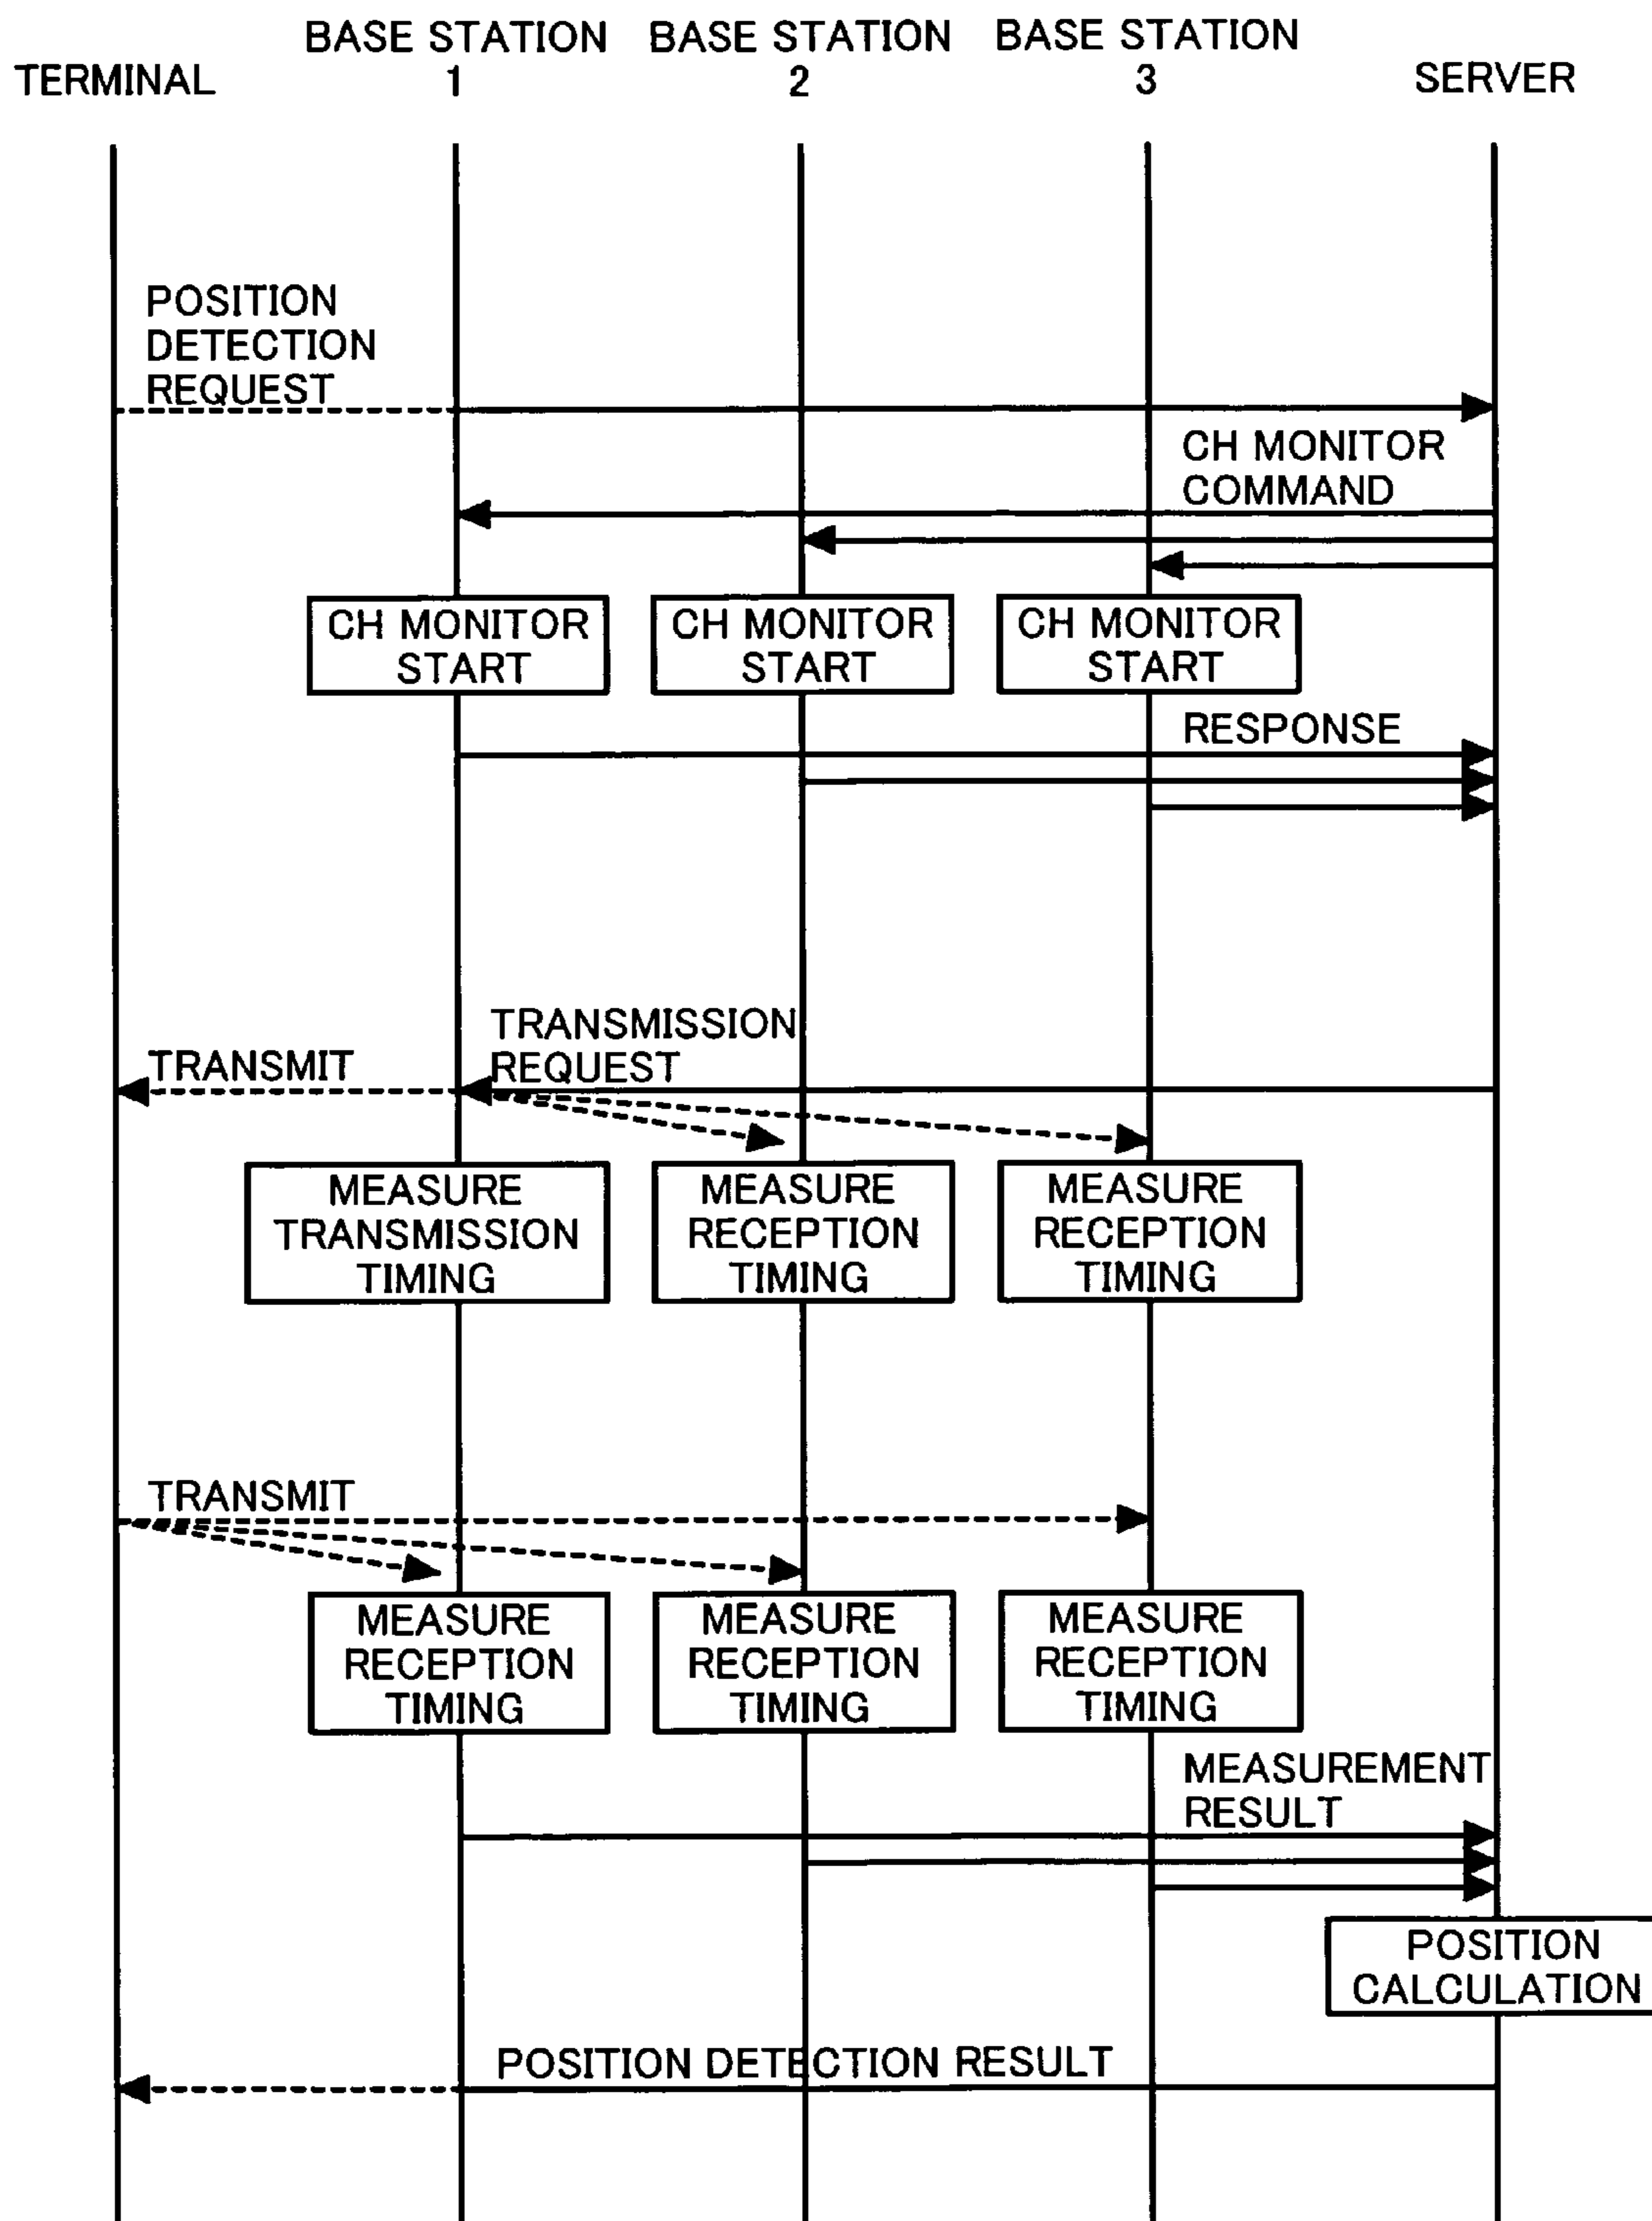 BASE STATION BASE STATION BASE STATION
TERMINAL 1 2 3 SERVER
POSITION
DETECTION
REQUEST
CH MONITOR
COMMAND
CH MONITOR
START
CH MONITOR
START
CH MONITOR
START
RESPONSE
TRANSMISSION
REQUEST
TRANSMIT
MEASURE
TRANSMISSION
TIMING
MEASURE
RECEPTION
TIMING
MEASURE
RECEPTION
TIMING
TRANSMIT
MEASURE
RECEPTION
TIMING
MEASURE
RECEPTION
TIMING
MEASURE
RECEPTION
TIMING
MEASUREMENT
RESULT
POSITION
CALCULATION
POSITION DETECTION RESULT